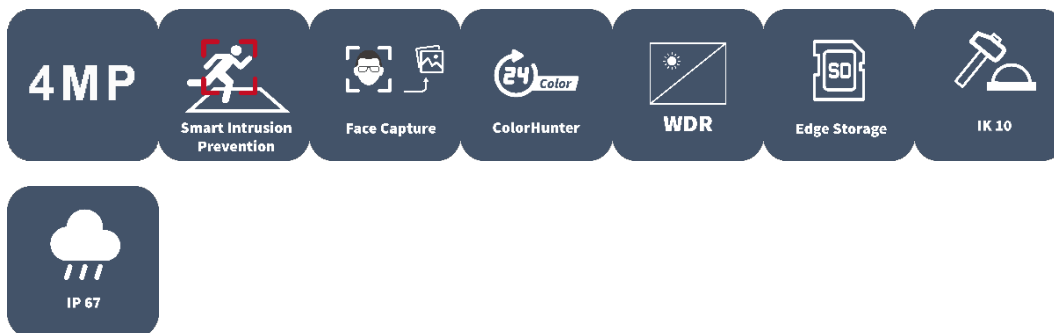 4MP
Smart Intrusion
Prevention
Face Capture
24 Color
ColorHunter
WDR
SD
Edge Storage
IK 10
IP 67